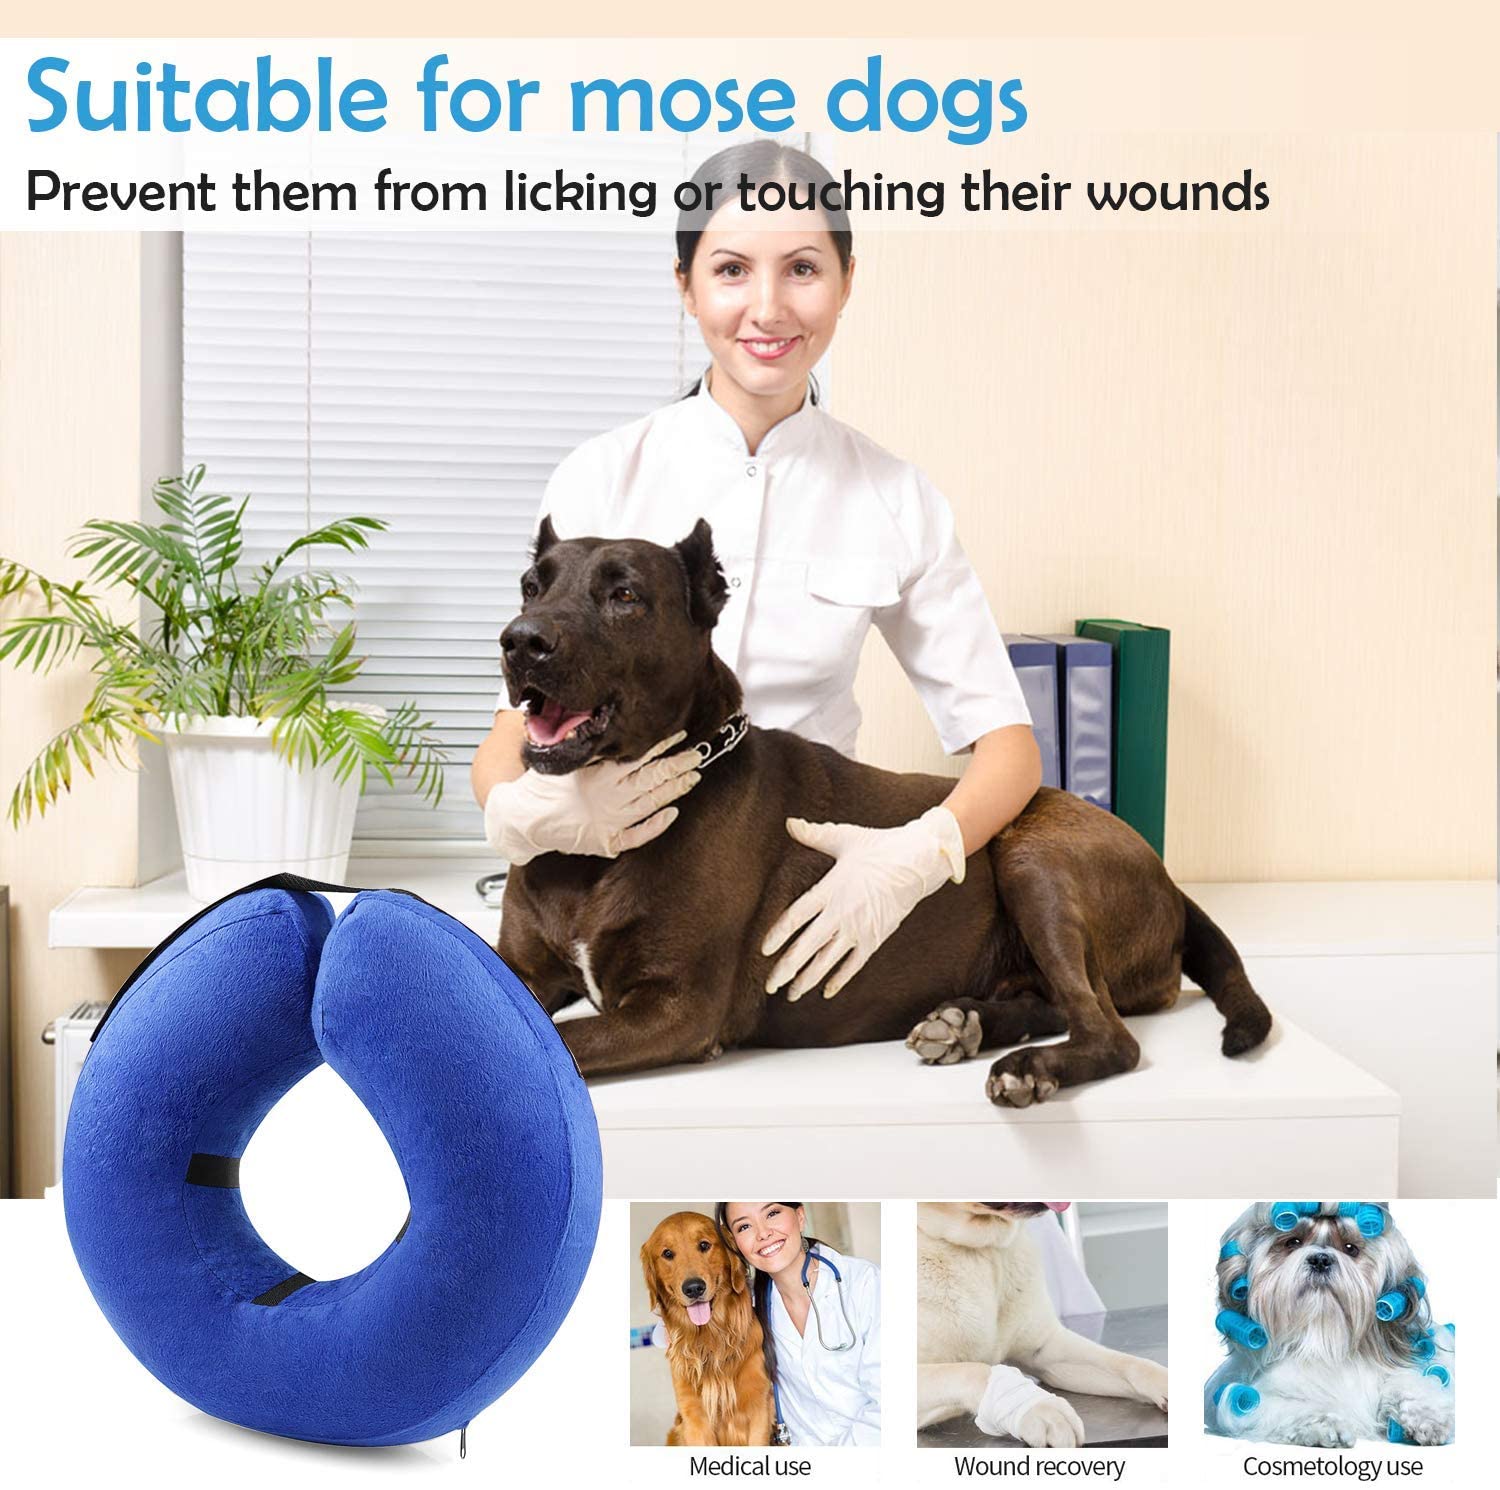 Suitable for mose dogs
Prevent them from licking or touching their wounds
Medical use
Wound recovery
Cosmetology use